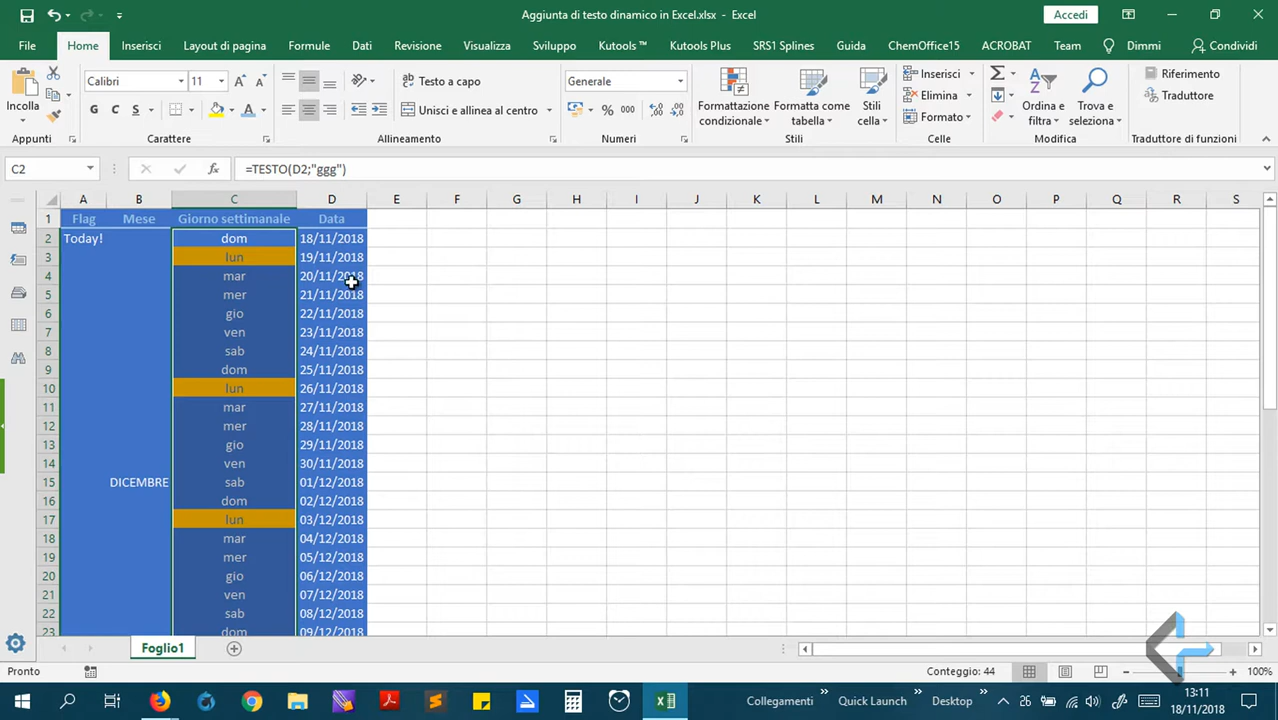 Aggiunta di testo dinamico in Excel.xlsx - Excel
Accedi
File Home Inserisci Layout di pagina Formule Dati Revisione Visualizza Sviluppo Kutools ™ Kutools Plus SRS1 Splines Guida ChemOffice15 ACROBAT Team Dimmi Condividi
Incolla
Calibri 11
Testo a capo
Generale
Formattazione condizionale
Formatta come tabella
Stili cella
Inserisci
Ordina e filtra
Trova e seleziona
Riferimento
G C S
Unisci e allinea al centro
% 000
Elimina
Traduttore
Formato
Appunti Carattere Allineamento Numeri Stili Celle Modifica Traduttore di funzioni
C2 fx =TESTO(D2;"ggg")
A B C D E F G H I J K L M N O P Q R S
1 Flag Mese Giorno settimanale Data
2 Today! dom 18/11/2018
3 lun 19/11/2018
4 mar 20/11/2018
5 mer 21/11/2018
6 gio 22/11/2018
7 ven 23/11/2018
8 sab 24/11/2018
9 dom 25/11/2018
10 lun 26/11/2018
11 mar 27/11/2018
12 mer 28/11/2018
13 gio 29/11/2018
14 ven 30/11/2018
15 DICEMBRE sab 01/12/2018
16 dom 02/12/2018
17 lun 03/12/2018
18 mar 04/12/2018
19 mer 05/12/2018
20 gio 06/12/2018
21 ven 07/12/2018
22 sab 08/12/2018
23 dom 09/12/2018
Foglio1
Pronto Conteggio: 44 100%
Collegamenti » Quick Launch » Desktop » 26 13:11
18/11/2018